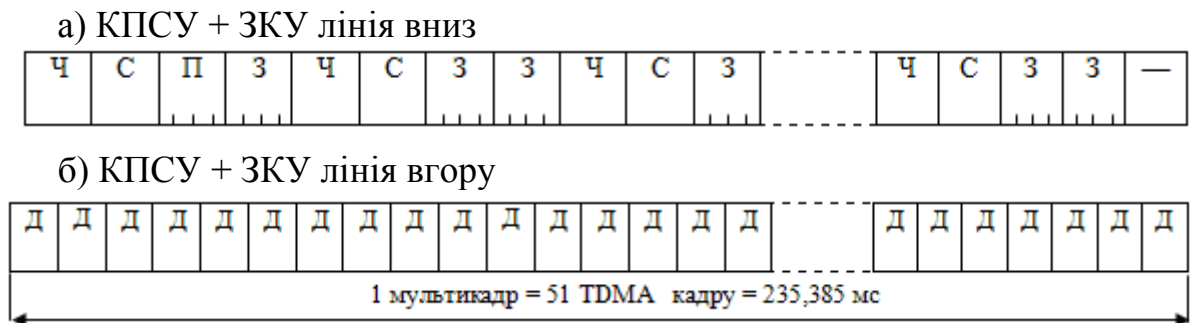 а) КПСУ + ЗКУ лінія вниз
Ч С П З Ч С З З Ч С З Ч С З З —
б) КПСУ + ЗКУ лінія вгору
Д Д Д Д Д Д Д Д Д Д Д Д Д Д Д Д Д Д Д Д Д Д Д
1 мультикадр = 51 TDMA кадру = 235,385 мс